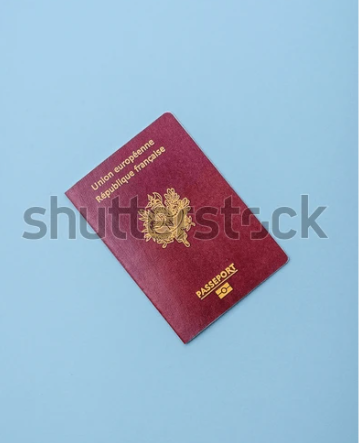 Union européenne
République française
shutterstock
PASSEPORT